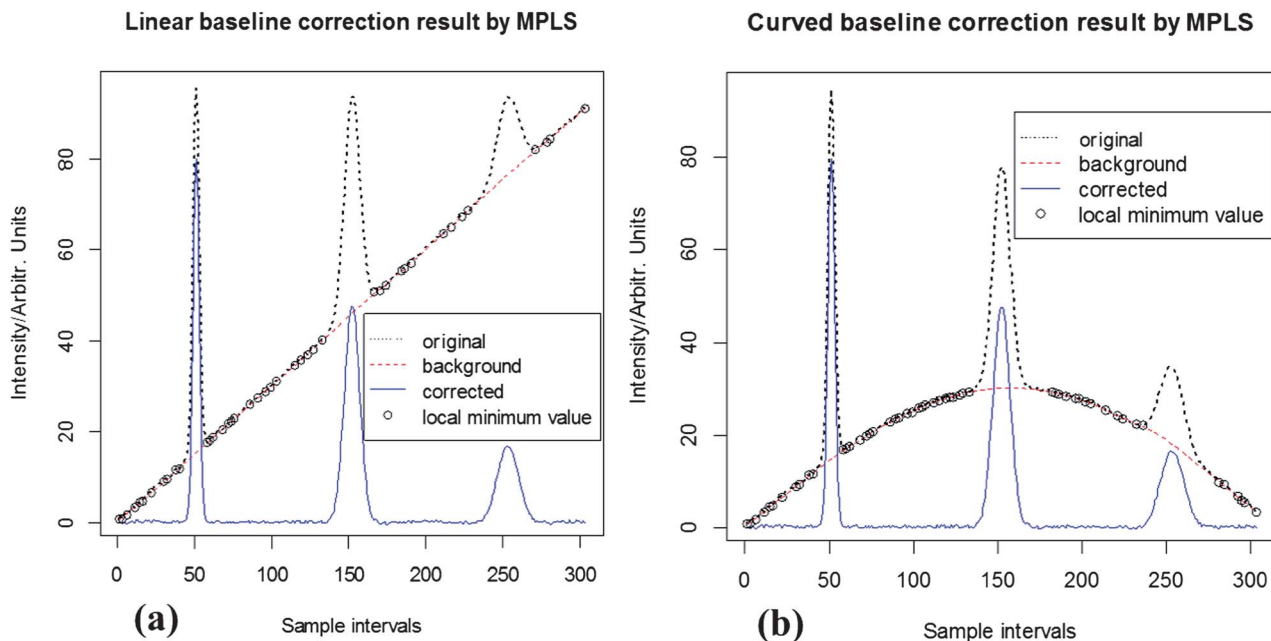 Linear baseline correction result by MPLS
Intensity/Arbitr. Units
80
60
40
20
0
original
background
corrected
local minimum value
0 50 100 150 200 250 300
(a)
Sample intervals
Curved baseline correction result by MPLS
Intensity/Arbitr. Units
80
60
40
20
0
original
background
corrected
local minimum value
0 50 100 150 200 250 300
(b)
Sample intervals